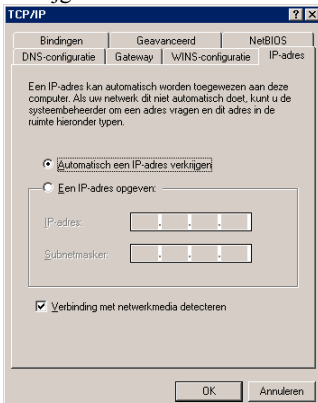 TCP/IP
Bindingen Geavanceerd NetBIOS
DNS-configuratie Gateway WINS-configuratie IP-adres
Een IP-adres kan automatisch worden toegewezen aan deze
computer. Als uw netwerk dit niet automatisch doet, kunt u de
systeembeheerder om een adres vragen en dit adres in de
ruimte hieronder typen.
Automatisch een IP-adres verkrijgen
Een IP-adres opgeven:
IP-adres:
Subnetmasker:
Verbinding met netwerkmedia detecteren
OK Annuleren